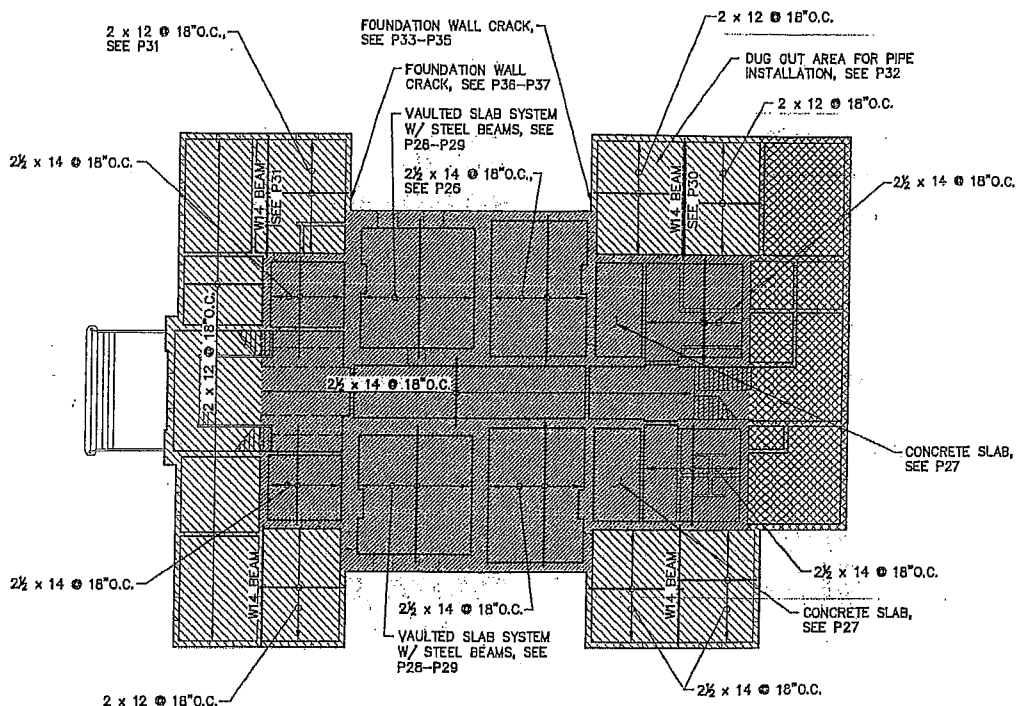 2 x 12 @ 18"O.C.,
SEE P31
FOUNDATION WALL CRACK,
SEE P33-P35
2 x 12 @ 18"O.C.
DUG OUT AREA FOR PIPE
INSTALLATION, SEE P32
FOUNDATION WALL
CRACK, SEE P36-P37
2 x 12 @ 18"O.C.
VAULTED SLAB SYSTEM
W/ STEEL BEAMS, SEE
P28-P29
2½ x 14 @ 18"O.C.
2½ x 14 @ 18"O.C.,
SEE P26
2½ x 14 @ 18"O.C.
W14 BEAM
SEE P31
W14 BEAM
SEE P30
2 x 12 @ 18"O.C.
2½ x 14 @ 18"O.C.
CONCRETE SLAB,
SEE P27
W14 BEAM
W14 BEAM
2½ x 14 @ 18"O.C.
2½ x 14 @ 18"O.C.
2½ x 14 @ 18"O.C.
CONCRETE SLAB,
SEE P27
VAULTED SLAB SYSTEM
W/ STEEL BEAMS, SEE
P28-P29
2 x 12 @ 18"O.C.
2½ x 14 @ 18"O.C.